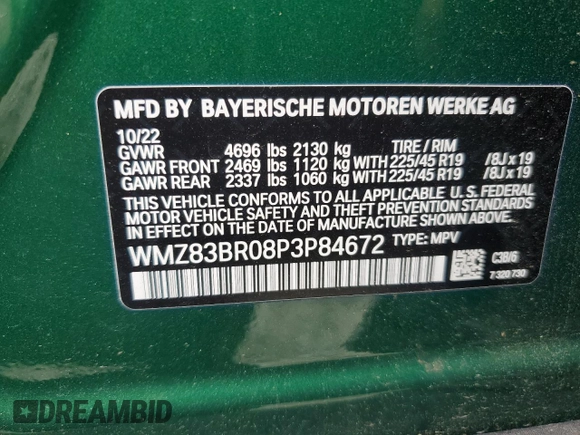 MFD BY BAYERISCHE MOTOREN WERKE AG
10/22
GVWR 4696 lbs 2130 kg TIRE / RIM
GAWR FRONT 2469 lbs 1120 kg WITH 225/45 R19 /8J x 19
GAWR REAR 2337 lbs 1060 kg WITH 225/45 R19 /8J x 19
THIS VEHICLE CONFORMS TO ALL APPLICABLE U. S. FEDERAL
MOTOR VEHICLE SAFETY AND THEFT PREVENTION STANDARDS
IN EFFECT ON THE DATE OF MANUFACTURE SHOWN ABOVE.
WMZ83BR08P3P84672 TYPE: MPV
C3B/6
7 320 730
DREAMBID